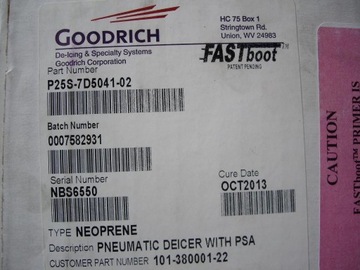 GOODRICH
De-Icing & Specialty Systems
Goodrich Corporation
HC 75 Box 1
Stringtown Rd.
Union, WV 24983
FASTboot™
PATENT PENDING
Part Number
P25S-7D5041-02
Batch Number
0007582931
Serial Number
NBS6550
Cure Date
OCT2013
TYPE NEOPRENE
Description PNEUMATIC DEICER WITH PSA
CUSTOMER PART NUMBER 101-380001-22
CAUTION
FASTboot™ PRIMER IS